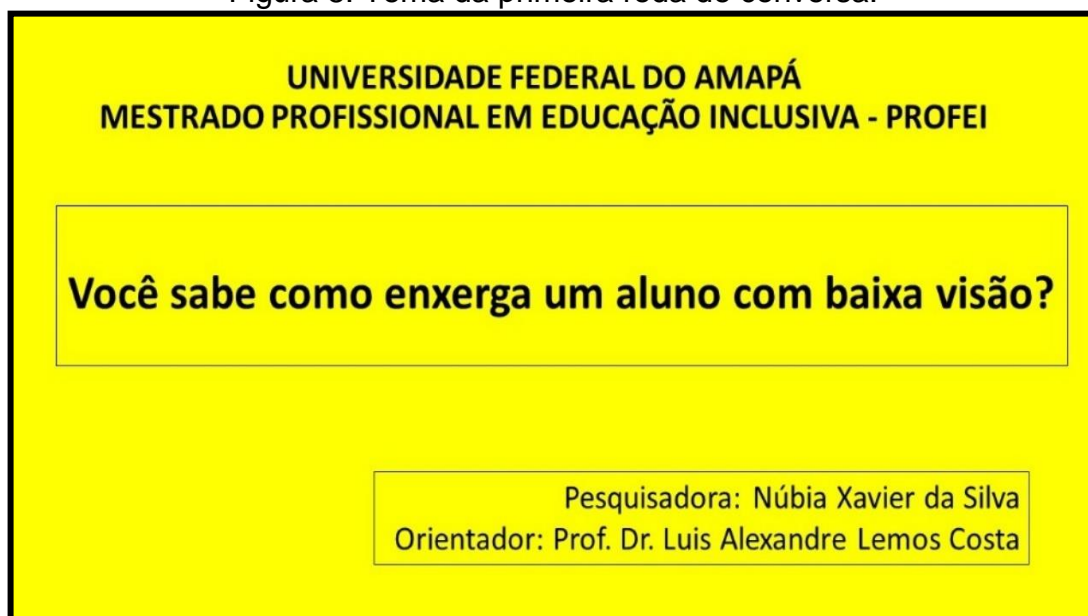 UNIVERSIDADE FEDERAL DO AMAPÁ
MESTRADO PROFISSIONAL EM EDUCAÇÃO INCLUSIVA - PROFEI
Você sabe como enxerga um aluno com baixa visão?
Pesquisadora: Núbia Xavier da Silva
Orientador: Prof. Dr. Luis Alexandre Lemos Costa